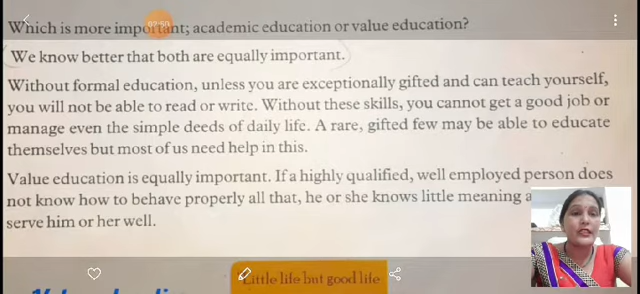 Which is more important; academic education or value education?
We know better that both are equally important.
Without formal education, unless you are exceptionally gifted and can teach yourself,
you will not be able to read or write. Without these skills, you cannot get a good job or
manage even the simple deeds of daily life. A rare, gifted few may be able to educate
themselves but most of us need help in this.
Value education is equally important. If a highly qualified, well employed person does
not know how to behave properly all that, he or she knows little meaning
serve him or her well.
Little life but good life